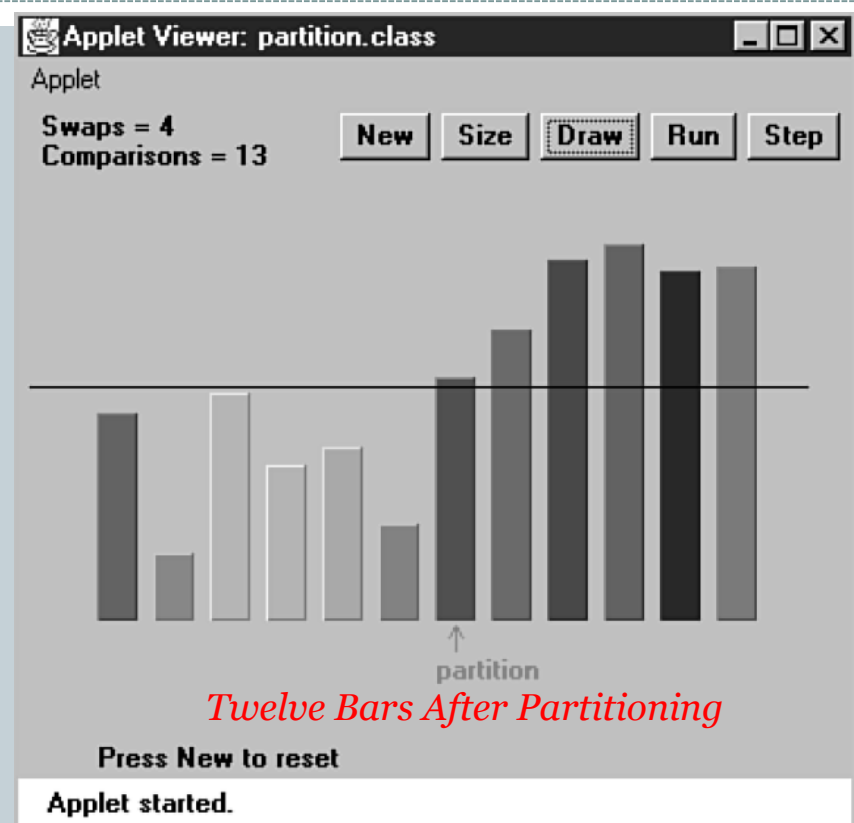 Applet Viewer: partition.class
Applet
Swaps = 4
Comparisons = 13
New Size Draw Run Step
partition
Twelve Bars After Partitioning
Press New to reset
Applet started.